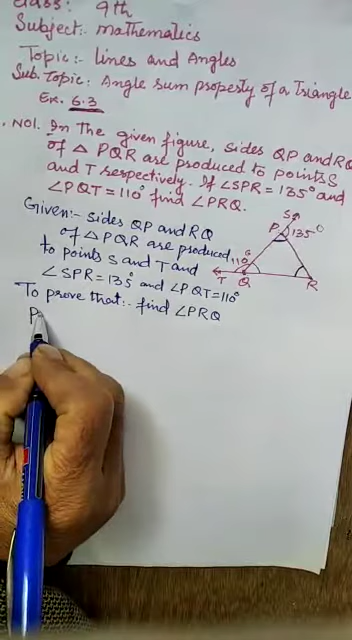 Class: 9th
Subject:- mathematics
Topic:- lines and Angles
Sub. Topic: Angle sum property of a Triangle
Ex. 6.3
. NO1. In the given figure, sides QP and RQ
of △ PQR are produced to points S
and T respectively. If ∠SPR = 135° and
∠PQT = 110° find ∠PRQ.
Given:- sides QP and RQ
of △ PQR are produced
to points S and T and
∠SPR = 135° and ∠PQT = 110°
S
P 135°
110°
T Q R
To prove that:- find ∠PRQ
P